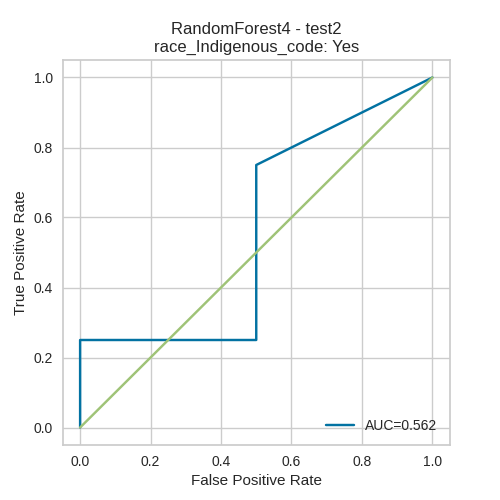 RandomForest4 - test2
race_Indigenous_code: Yes
True Positive Rate
1.0
0.8
0.6
0.4
0.2
0.0
AUC=0.562
0.0 0.2 0.4 0.6 0.8 1.0
False Positive Rate